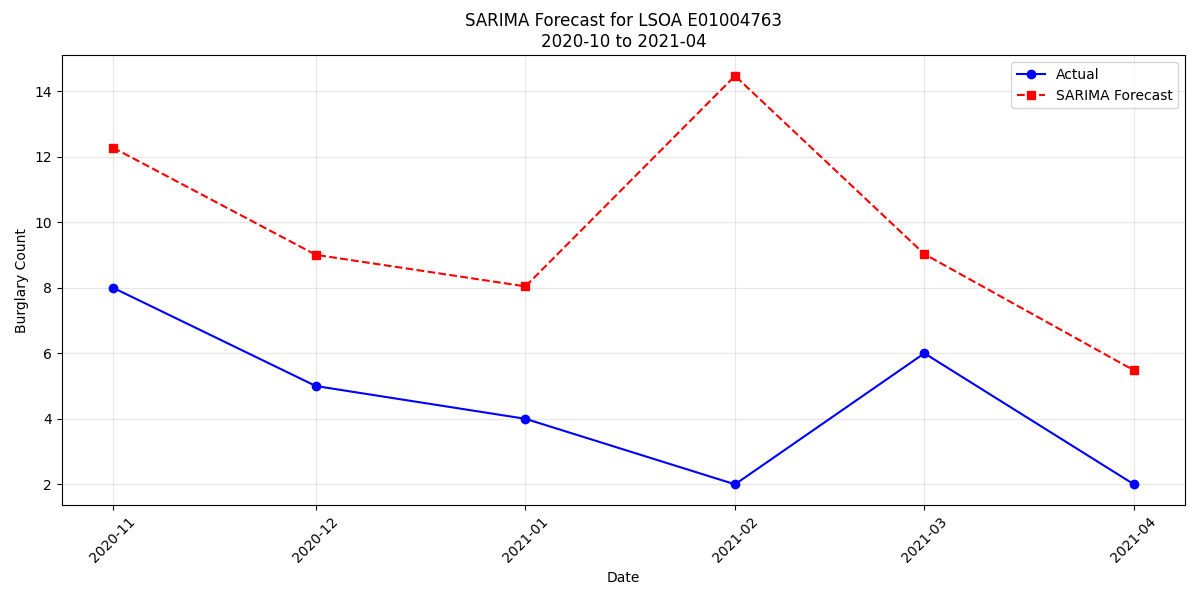 SARIMA Forecast for LSOA E01004763
2020-10 to 2021-04
Actual
SARIMA Forecast
Burglary Count
14
12
10
8
6
4
2
2020-11
2020-12
2021-01
2021-02
2021-03
2021-04
Date